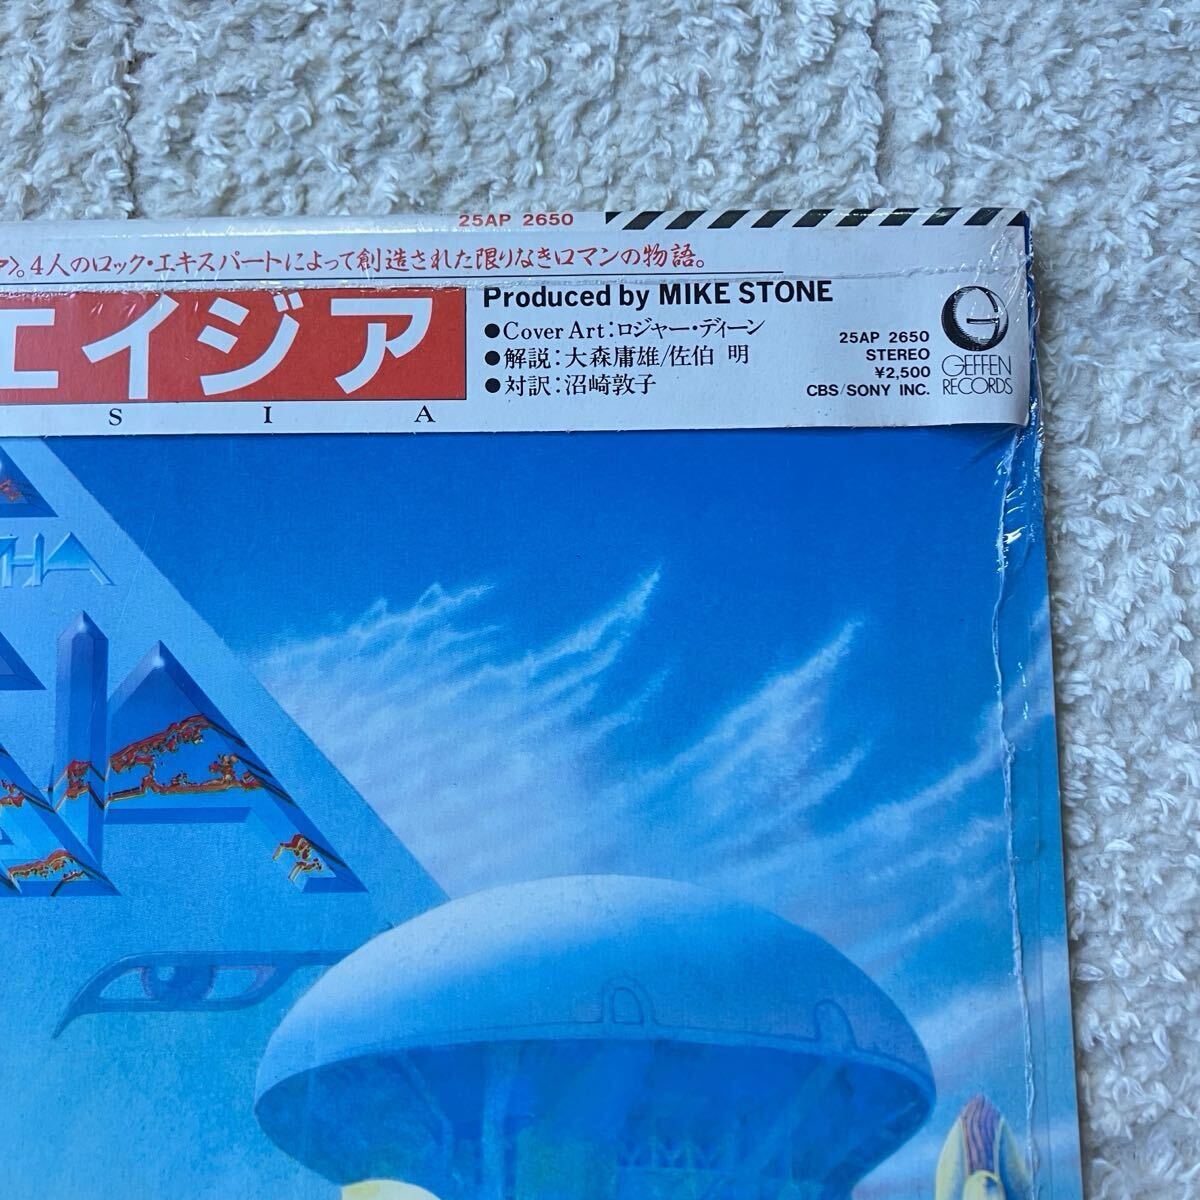 25AP 2650
ア〉。4人のロック・エキスパートによって創造された限りなきロマンの物語。
エイジア
SIA
Produced by MIKE STONE
●Cover Art:ロジャー・ディーン
●解説:大森庸雄/佐伯 明
●対訳:沼崎敦子
25AP 2650
STEREO
¥2,500
CBS/SONY INC.
G
GEFFEN
RECORDS
HA
IA